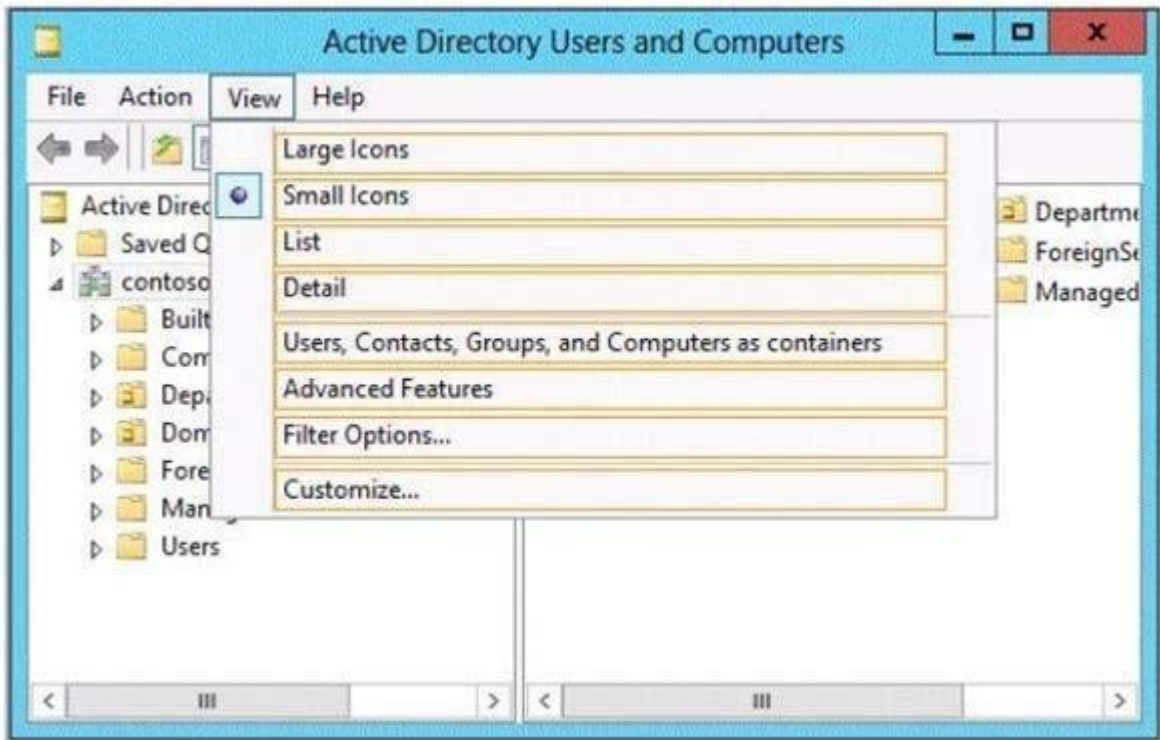 Active Directory Users and Computers
File Action View Help
Large Icons
Small Icons
List
Detail
Users, Contacts, Groups, and Computers as containers
Advanced Features
Filter Options...
Customize...
Active Direc
Saved Q
contoso
Built
Com
Depa
Dom
Fore
Man
Users
Departme
ForeignSe
Managed